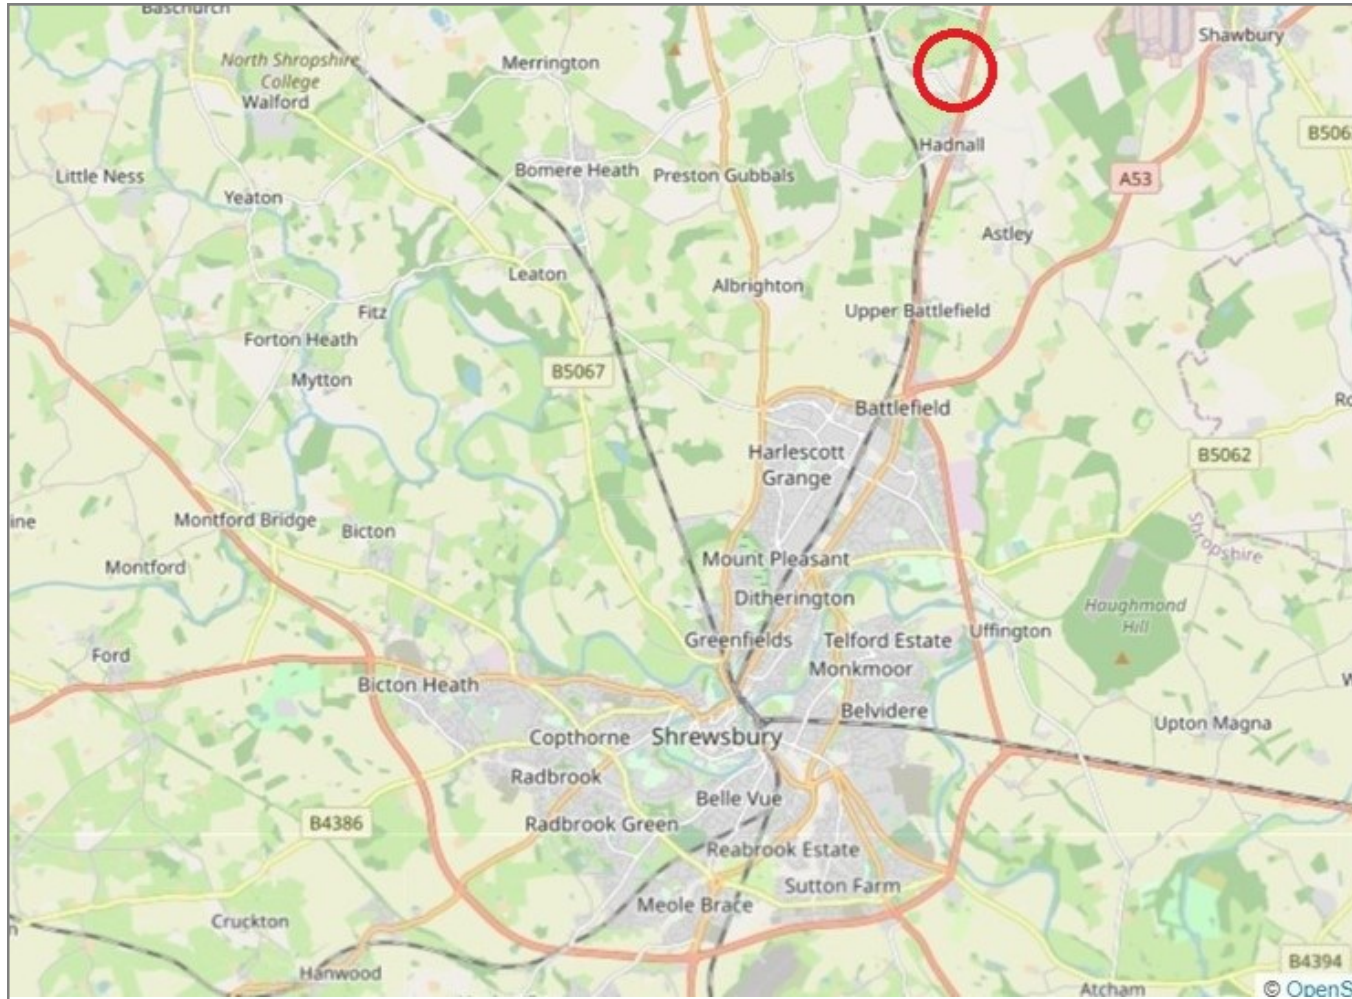 Baschurch
Shawbury
North Shropshire
College
Merrington
Walford
B506
Hadnall
Little Ness
Bomere Heath
Preston Gubbals
A53
Yeaton
Astley
Leaton
Albrighton
Fitz
Upper Battlefield
Forton Heath
B5067
Mytton
Battlefield
Harlescott
Grange
B5062
Montford Bridge
ine
Bicton
Shropshire
Mount Pleasant
Montford
Ditherington
Haughmond
Hill
Uffington
Greenfields
Telford Estate
Ford
Monkmoor
Bicton Heath
Belvidere
Upton Magna
Copthorne
Shrewsbury
Radbrook
Belle Vue
B4386
Radbrook Green
Reabrook Estate
Sutton Farm
Meole Brace
Cruckton
B4394
Hanwood
Atcham
© OpenS